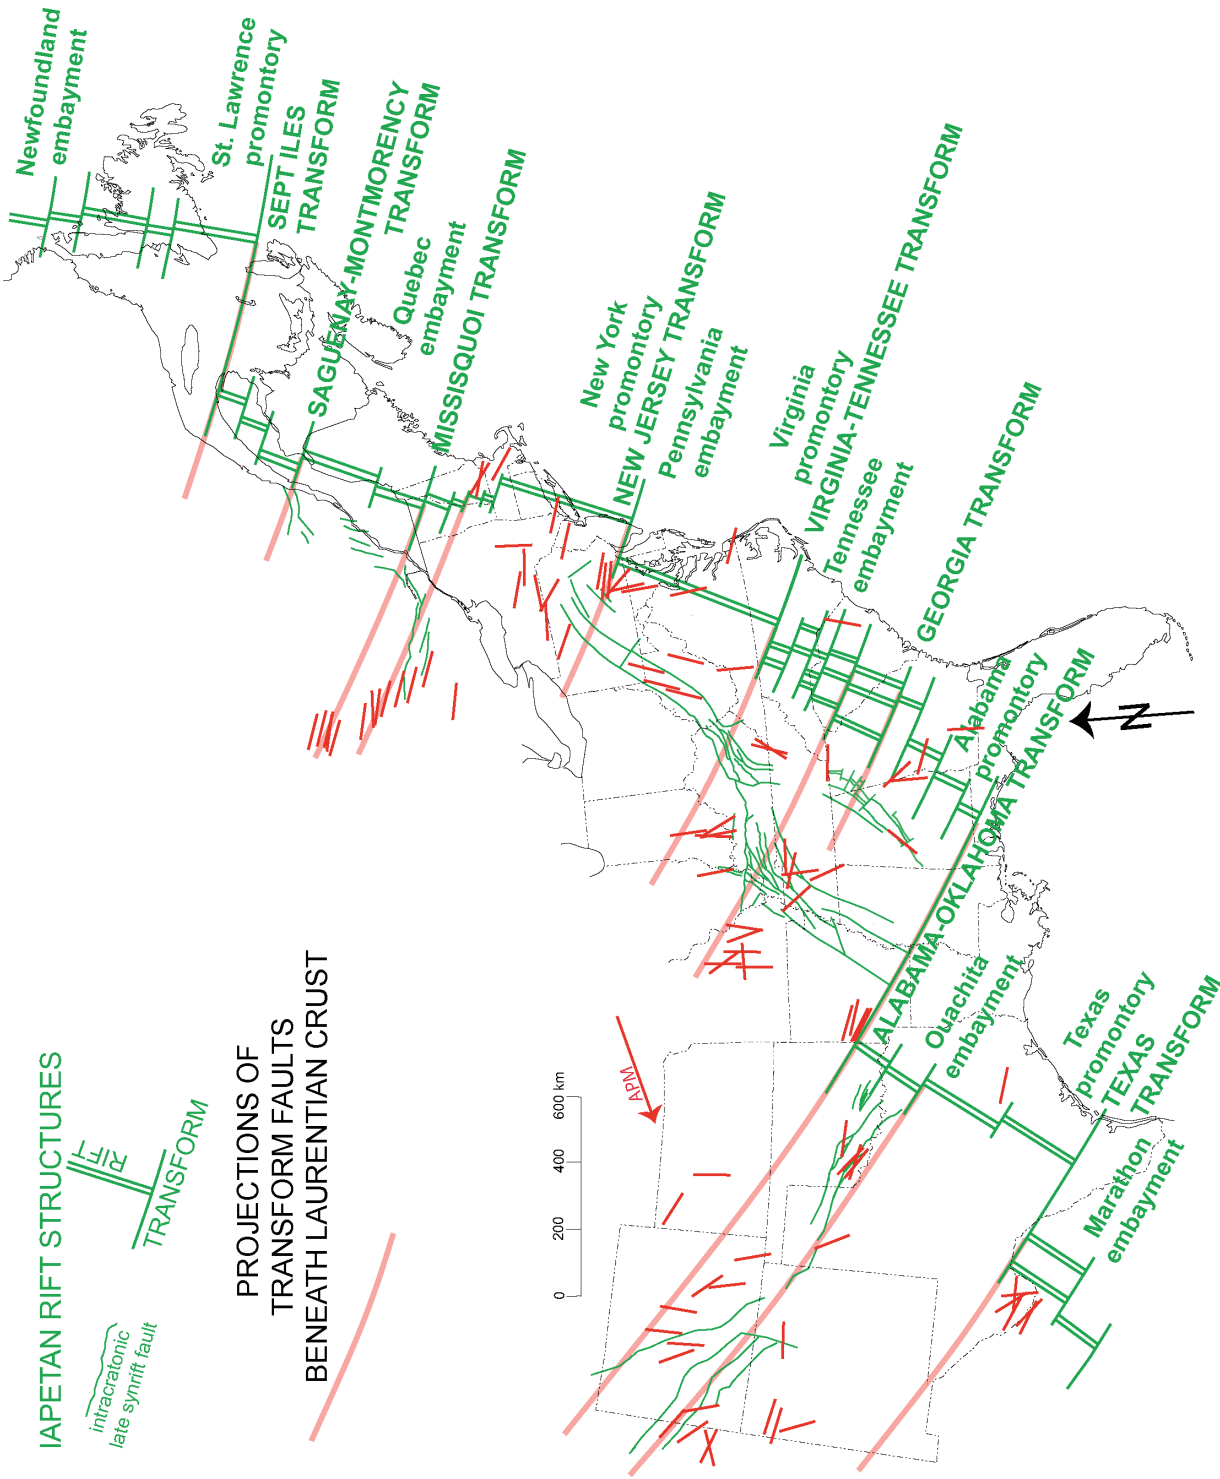 Newfoundland
embayment
St. Lawrence
promontory
SEPT ILES
TRANSFORM
SAGUENAY-MONTMORENCY
TRANSFORM
Quebec
embayment
MISSISQUOI TRANSFORM
New York
promontory
NEW JERSEY TRANSFORM
Pennsylvania
embayment
Virginia
promontory
VIRGINIA-TENNESSEE TRANSFORM
Tennessee
embayment
GEORGIA TRANSFORM
Alabama
promontory
ALABAMA-OKLAHOMA TRANSFORM
Ouachita
embayment
Texas
promontory
TEXAS
TRANSFORM
Marathon
embayment
N
APM
0 200 400 600 km
IAPETAN RIFT STRUCTURES
RIFT
TRANSFORM
intracratonic
late synrift fault
PROJECTIONS OF
TRANSFORM FAULTS
BENEATH LAURENTIAN CRUST